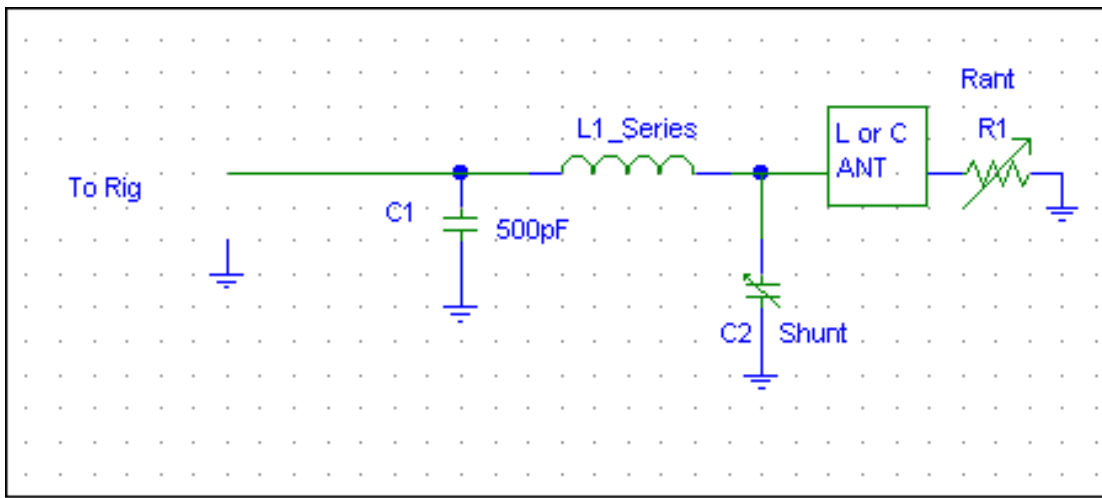 Rant
L1_Series
L or C
ANT
R1
To Rig
C1
500pF
C2
Shunt